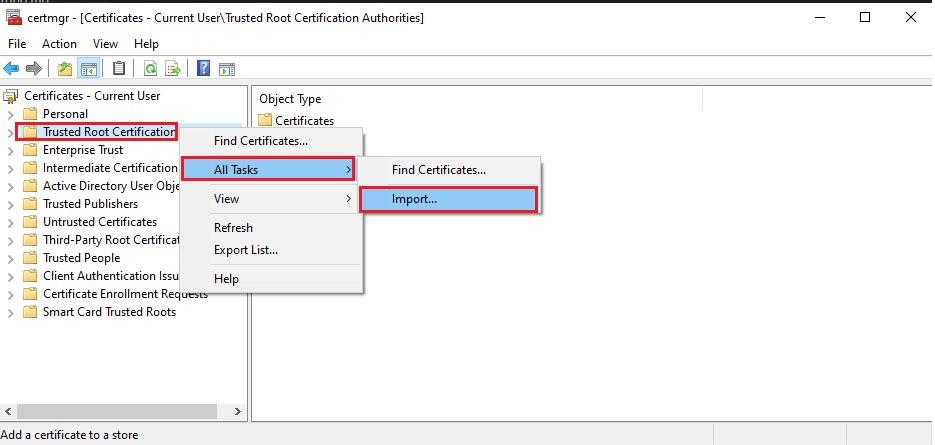 certmgr - [Certificates - Current User\Trusted Root Certification Authorities]
File Action View Help
Certificates - Current User
Personal
Trusted Root Certification
Enterprise Trust
Intermediate Certification
Active Directory User Obje
Trusted Publishers
Untrusted Certificates
Third-Party Root Certificat
Trusted People
Client Authentication Issu
Certificate Enrollment Requests
Smart Card Trusted Roots
Object Type
Certificates
Find Certificates...
All Tasks
View
Refresh
Export List...
Help
Find Certificates...
Import...
Add a certificate to a store